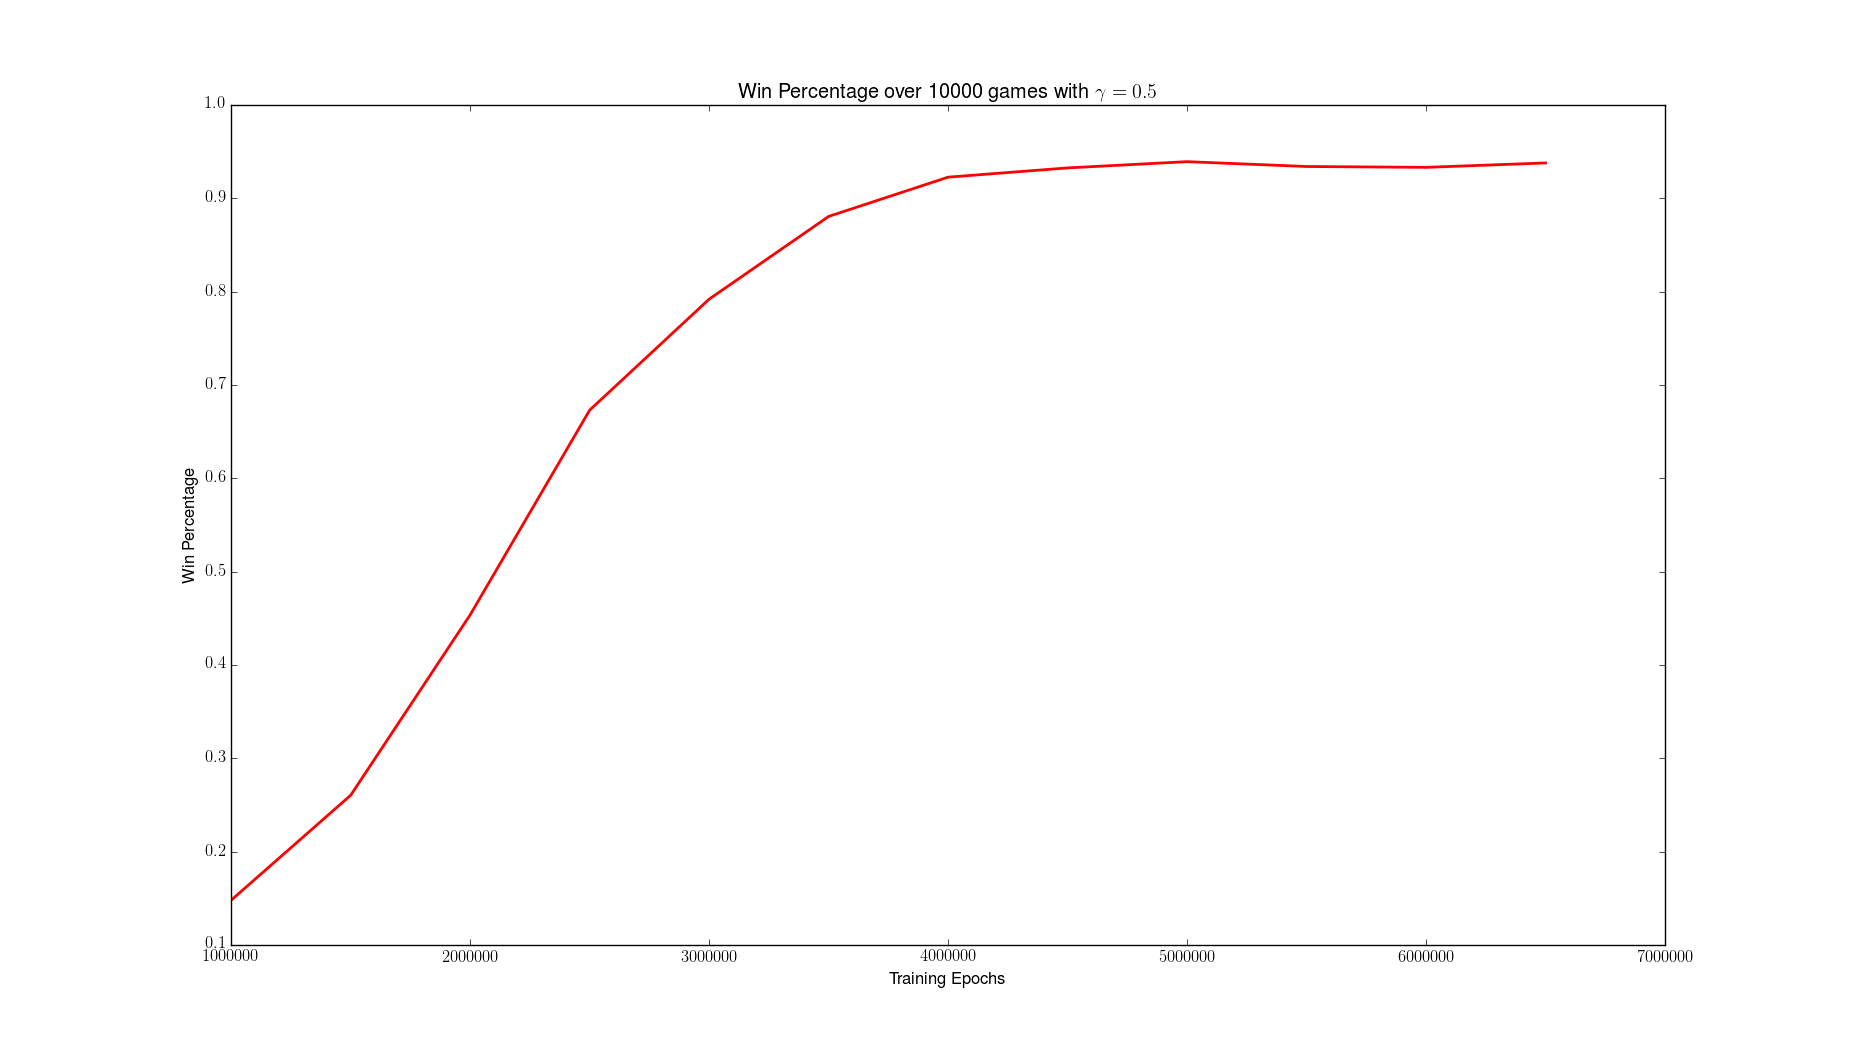 Win Percentage over 10000 games with γ = 0.5
1.0
0.9
0.8
0.7
0.6
0.5
0.4
0.3
0.2
0.1
Win Percentage
1000000 2000000 3000000 4000000 5000000 6000000 7000000
Training Epochs